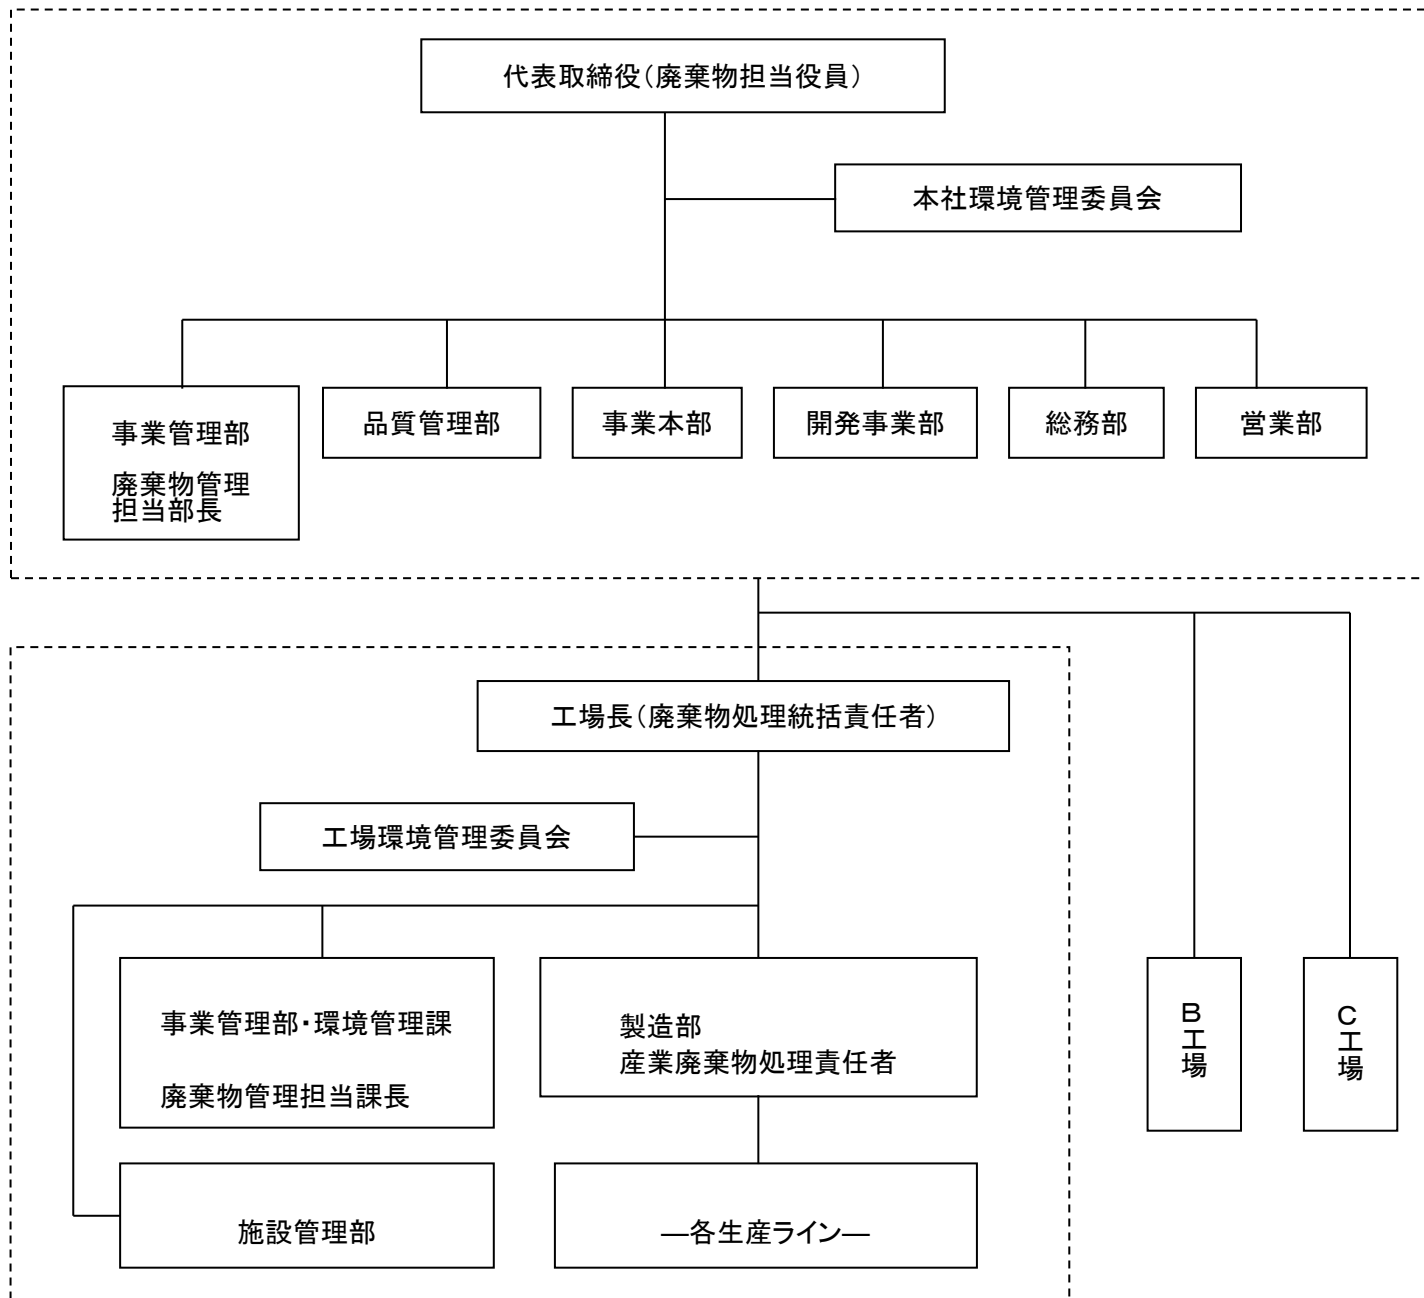 代表取締役(廃棄物担当役員)
本社環境管理委員会
事業管理部
廃棄物管理
担当部長
品質管理部
事業本部
開発事業部
総務部
営業部
工場長(廃棄物処理統括責任者)
工場環境管理委員会
事業管理部・環境管理課
廃棄物管理担当課長
製造部
産業廃棄物処理責任者
B工場
C工場
施設管理部
―各生産ライン―